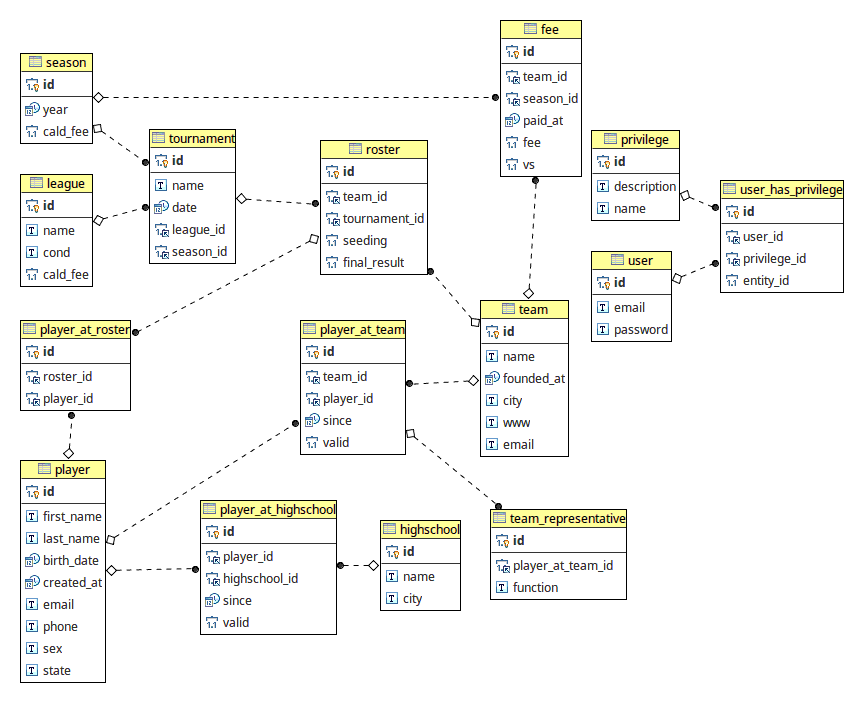 season
id
year
cald_fee
league
id
name
cond
cald_fee
tournament
id
name
date
league_id
season_id
roster
id
team_id
tournament_id
seeding
final_result
fee
id
team_id
season_id
paid_at
fee
vs
privilege
id
description
name
user_has_privilege
id
user_id
privilege_id
entity_id
user
id
email
password
team
id
name
founded_at
city
www
email
player_at_roster
id
roster_id
player_id
player_at_team
id
team_id
player_id
since
valid
player
id
first_name
last_name
birth_date
created_at
email
phone
sex
state
player_at_highschool
id
player_id
highschool_id
since
valid
highschool
id
name
city
team_representative
id
player_at_team_id
function